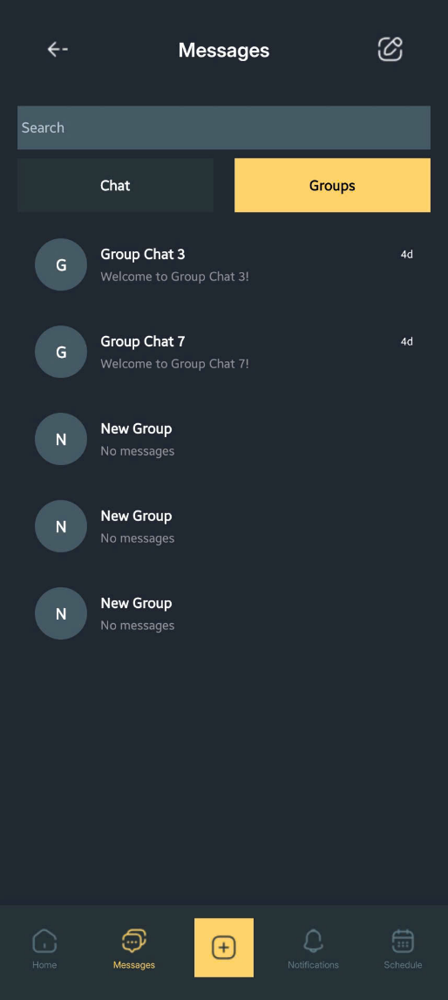 Messages
Search
Chat
Groups
G
Group Chat 3
4d
Welcome to Group Chat 3!
G
Group Chat 7
4d
Welcome to Group Chat 7!
N
New Group
No messages
N
New Group
No messages
N
New Group
No messages
Home
Messages
Notifications
Schedule